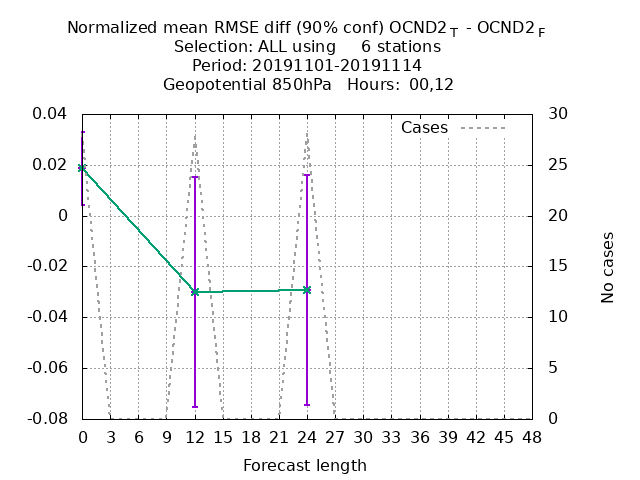 Normalized mean RMSE diff (90% conf) OCND2 T - OCND2 F
Selection: ALL using 6 stations
Period: 20191101-20191114
Geopotential 850hPa Hours: 00,12
0.04 30
Cases
0.02 25
0 20
-0.02 15
-0.04 10
-0.06 5
-0.08 0
No cases
0 3 6 9 12 15 18 21 24 27 30 33 36 39 42 45 48
Forecast length